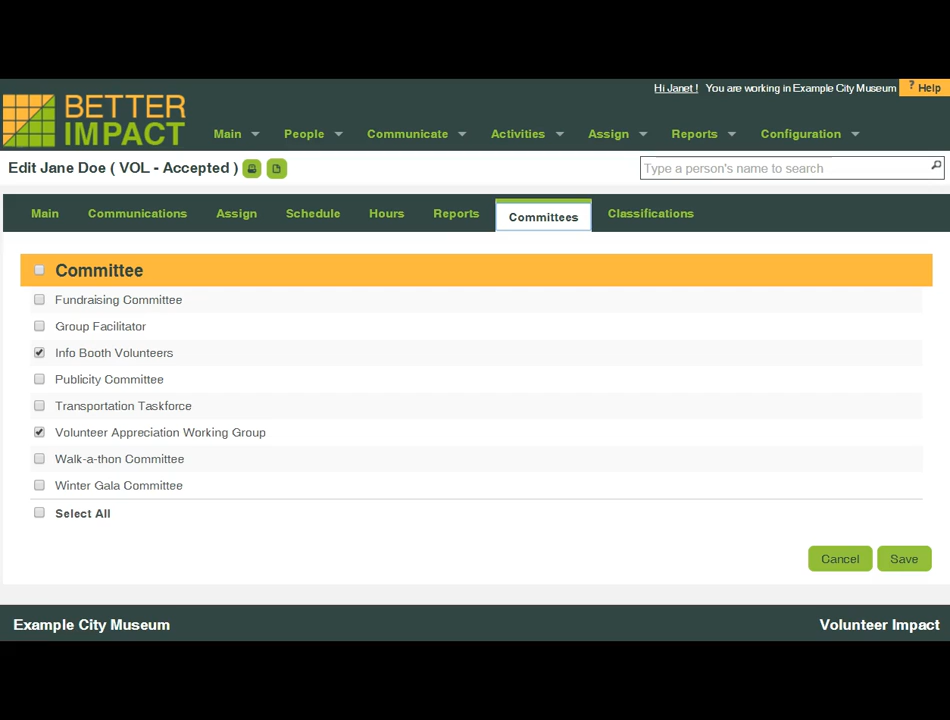 Hi Janet ! You are working in Example City Museum ? Help
BETTER
IMPACT
Main People Communicate Activities Assign Reports Configuration
Edit Jane Doe ( VOL - Accepted ) Type a person's name to search
Main Communications Assign Schedule Hours Reports Committees Classifications
Committee
Fundraising Committee
Group Facilitator
Info Booth Volunteers
Publicity Committee
Transportation Taskforce
Volunteer Appreciation Working Group
Walk-a-thon Committee
Winter Gala Committee
Select All
Cancel Save
Example City Museum Volunteer Impact